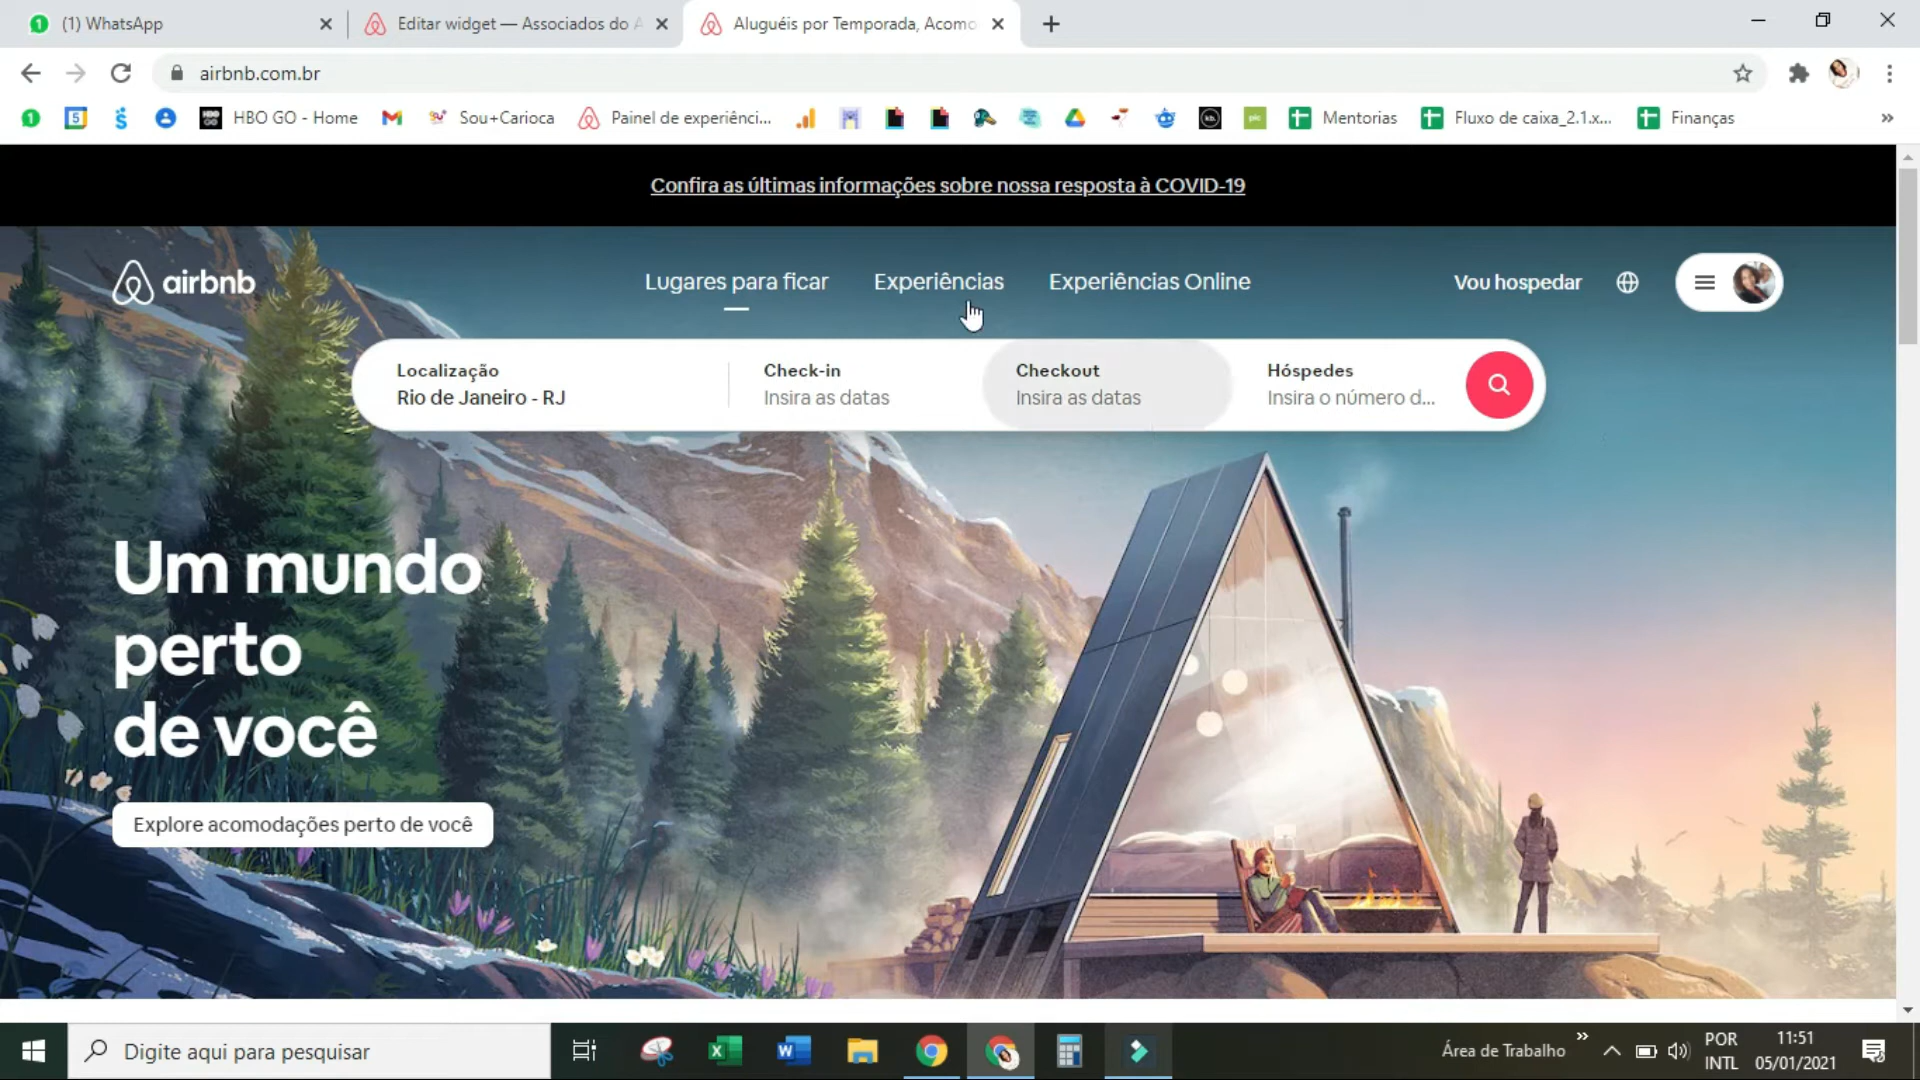 (1) WhatsApp
Editar widget — Associados do A
Aluguéis por Temporada, Acomo
airbnb.com.br
HBO GO - Home
Sou+Carioca
Painel de experiênci...
Mentorias
Fluxo de caixa_2.1.x...
Finanças
Confira as últimas informações sobre nossa resposta à COVID-19
airbnb
Lugares para ficar
Experiências
Experiências Online
Vou hospedar
Localização
Rio de Janeiro - RJ
Check-in
Insira as datas
Checkout
Insira as datas
Hóspedes
Insira o número d...
Um mundo
perto
de você
Explore acomodações perto de você
Digite aqui para pesquisar
Área de Trabalho
POR
INTL
11:51
05/01/2021